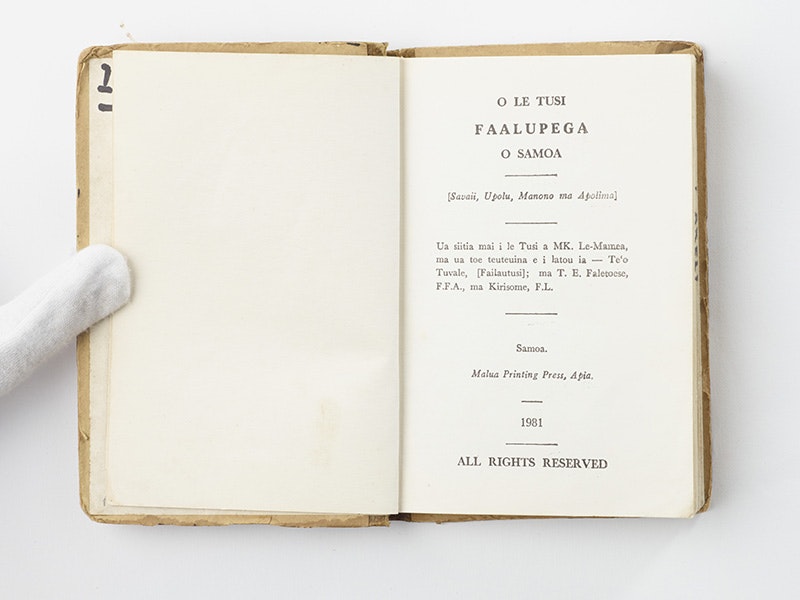 O LE TUSI
FAALUPEGA
O SAMOA
[Savaii, Upolu, Manono ma Apolima]
Ua siitia mai i le Tusi a MK. Le-Mamea,
ma ua toe teuteuina e i latou ia — Te'o
Tuvale, [Failautusi]; ma T. E. Faletoese,
F.F.A., ma Kirisome, F.L.
Samoa.
Malua Printing Press, Apia.
1981
ALL RIGHTS RESERVED